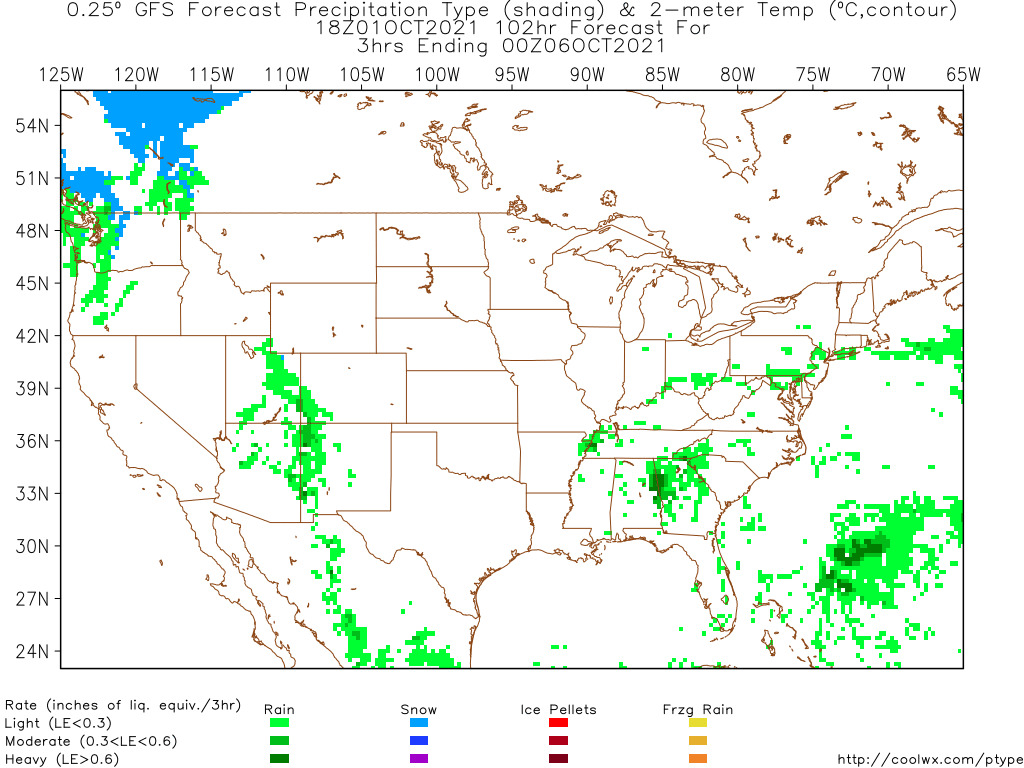 0.25° GFS Forecast Precipitation Type (shading) & 2-meter Temp (°C,contour)
18Z01OCT2021 102hr Forecast For
3hrs Ending 00Z06OCT2021
125W 120W 115W 110W 105W 100W 95W 90W 85W 80W 75W 70W 65W
54N
51N
48N
45N
42N
39N
36N
33N
30N
27N
24N
Rate (inches of liq. equiv./3hr) Rain Snow Ice Pellets Frzg Rain
Light (LE<0.3)
Moderate (0.3<LE<0.6)
Heavy (LE>0.6)
http://coolwx.com/ptype